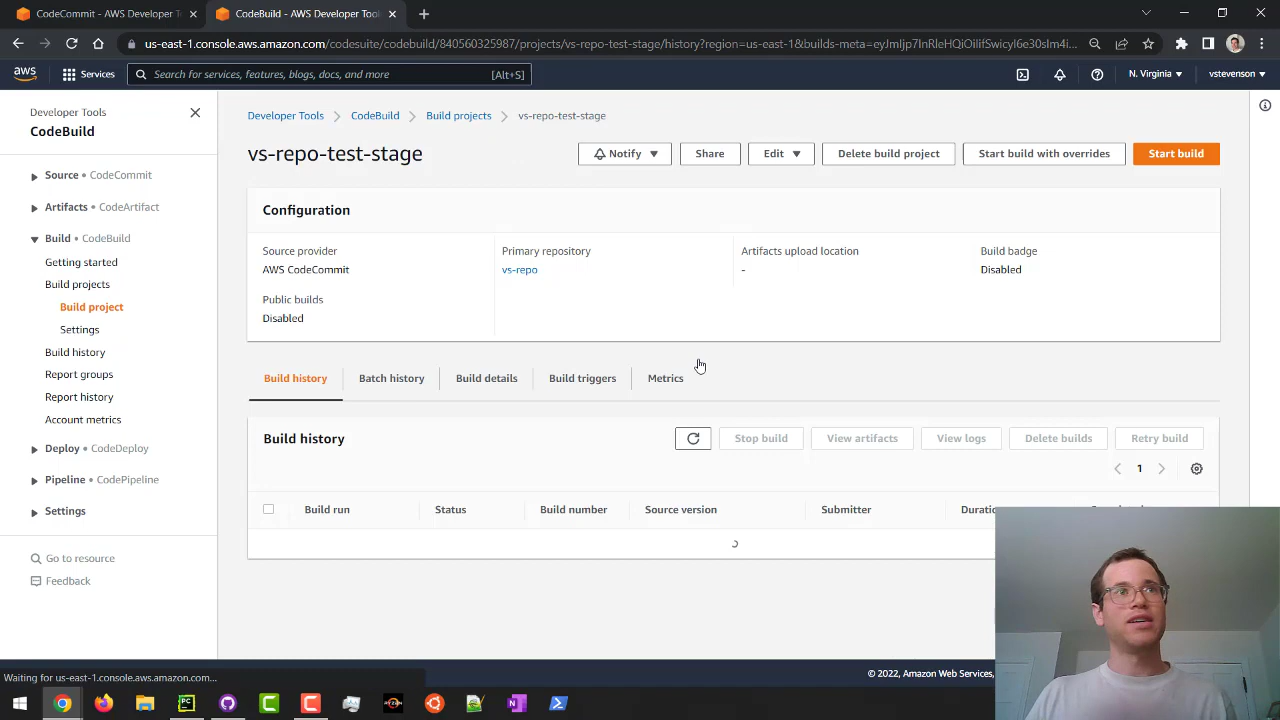 CodeCommit - AWS Developer T
CodeBuild - AWS Developer Tool
us-east-1.console.aws.amazon.com/codesuite/codebuild/840560325987/projects/vs-repo-test-stage/history?region=us-east-1&builds-meta=eyJmIjp7InRleHQiOiIifSwicyI6e30sIm4i...
aws
Services
Search for services, features, blogs, docs, and more
[Alt+S]
N. Virginia
vstevenson
Developer Tools
CodeBuild
Source • CodeCommit
Artifacts • CodeArtifact
Build • CodeBuild
Getting started
Build projects
Build project
Settings
Build history
Report groups
Report history
Account metrics
Deploy • CodeDeploy
Pipeline • CodePipeline
Settings
Go to resource
Feedback
Developer Tools
CodeBuild
Build projects
vs-repo-test-stage
vs-repo-test-stage
Notify
Share
Edit
Delete build project
Start build with overrides
Start build
Configuration
Source provider
AWS CodeCommit
Primary repository
vs-repo
Artifacts upload location
-
Build badge
Disabled
Public builds
Disabled
Build history
Batch history
Build details
Build triggers
Metrics
Build history
Stop build
View artifacts
View logs
Delete builds
Retry build
1
Build run
Status
Build number
Source version
Submitter
Duration
© 2022, Amazon Web Services,
Waiting for us-east-1.console.aws.amazon.com...
PC
RYZEN